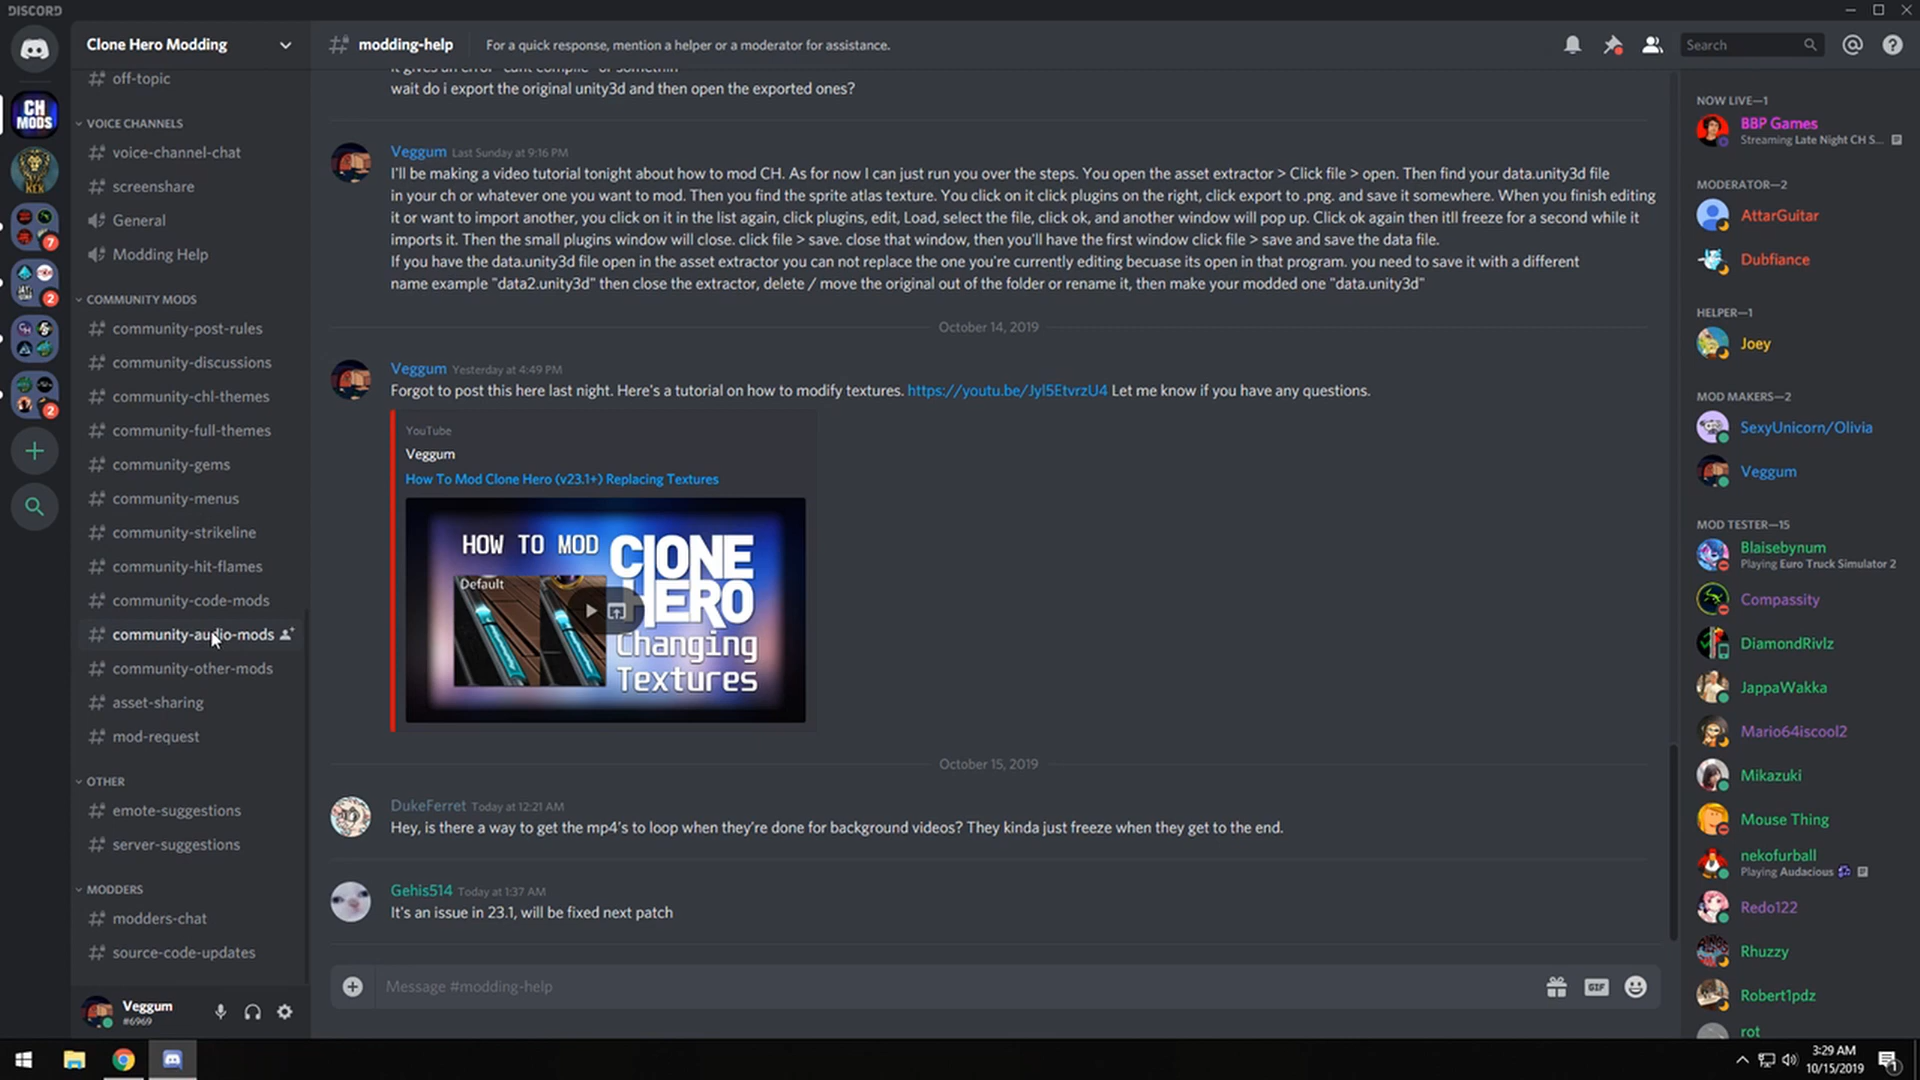 DISCORD
Clone Hero Modding
modding-help
For a quick response, mention a helper or a moderator for assistance.
Search
off-topic
VOICE CHANNELS
voice-channel-chat
screenshare
General
Modding Help
COMMUNITY MODS
community-post-rules
community-discussions
community-chl-themes
community-full-themes
community-gems
community-menus
community-strikeline
community-hit-flames
community-code-mods
community-audio-mods
community-other-mods
asset-sharing
mod-request
OTHER
emote-suggestions
server-suggestions
MODDERS
modders-chat
source-code-updates
Veggum
#6969
CH
MODS
7
2
2
wait do i export the original unity3d and then open the exported ones?
Veggum Last Sunday at 9:16 PM
I'll be making a video tutorial tonight about how to mod CH. As for now I can just run you over the steps. You open the asset extractor > Click file > open. Then find your data.unity3d file
in your ch or whatever one you want to mod. Then you find the sprite atlas texture. You click on it click plugins on the right, click export to .png. and save it somewhere. When you finish editing
it or want to import another, you click on it in the list again, click plugins, edit, Load, select the file, click ok, and another window will pop up. Click ok again then itll freeze for a second while it
imports it. Then the small plugins window will close. click file > save. close that window, then you'll have the first window click file > save and save the data file.
If you have the data.unity3d file open in the asset extractor you can not replace the one you're currently editing becuase its open in that program. you need to save it with a different
name example "data2.unity3d" then close the extractor, delete / move the original out of the folder or rename it, then make your modded one "data.unity3d"
October 14, 2019
Veggum Yesterday at 4:49 PM
Forgot to post this here last night. Here's a tutorial on how to modify textures. https://youtu.be/Jyl5EtvrzU4 Let me know if you have any questions.
YouTube
Veggum
How To Mod Clone Hero (v23.1+) Replacing Textures
HOW TO MOD
CLONE
HERO
Default
Changing
Textures
October 15, 2019
DukeFerret Today at 12:21 AM
Hey, is there a way to get the mp4's to loop when they're done for background videos? They kinda just freeze when they get to the end.
Gehis514 Today at 1:37 AM
It's an issue in 23.1, will be fixed next patch
Message #modding-help
GIF
NOW LIVE—1
BBP Games
Streaming Late Night CH S...
MODERATOR—2
AttarGuitar
Dubfiance
HELPER—1
Joey
MOD MAKERS—2
SexyUnicorn/Olivia
Veggum
MOD TESTER—15
Blaisebynum
Playing Euro Truck Simulator 2
Compassity
DiamondRivlz
JappaWakka
Mario64iscool2
Mikazuki
Mouse Thing
nekofurball
Playing Audacious
Redo122
Rhuzzy
Robert1pdz
rot
3:29 AM
10/15/2019
1